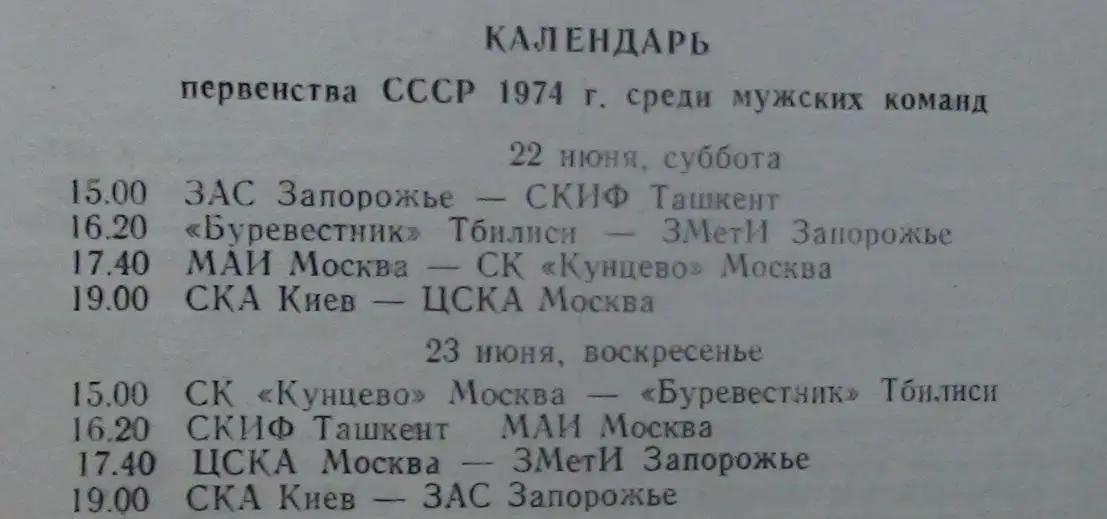 КАЛЕНДАРЬ
первенства СССР 1974 г. среди мужских команд
22 июня, суббота
15.00 ЗАС Запорожье — СКИФ Ташкент
16.20 «Буревестник» Тбилиси — ЗМетИ Запорожье
17.40 МАИ Москва — СК «Кунцево» Москва
19.00 СКА Киев — ЦСКА Москва
23 июня, воскресенье
15.00 СК «Кунцево» Москва — «Буревестник» Тбилиси
16.20 СКИФ Ташкент МАИ Москва
17.40 ЦСКА Москва — ЗМетИ Запорожье
19.00 СКА Киев — ЗАС Запорожье